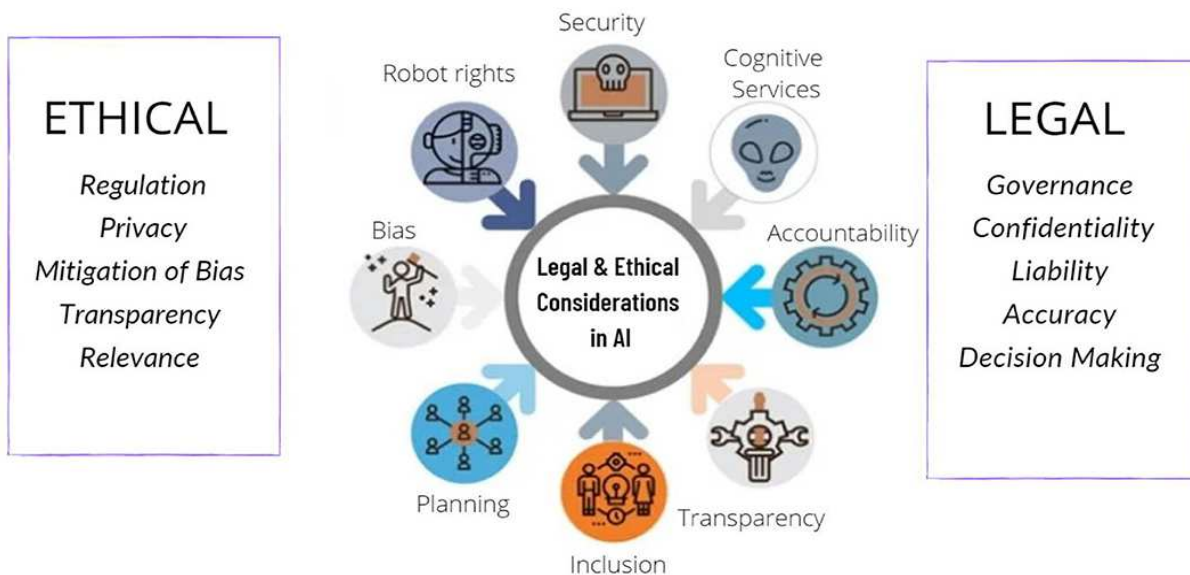 ETHICAL
Regulation
Privacy
Mitigation of Bias
Transparency
Relevance
Security
Robot rights
Cognitive
Services
Bias
Accountability
Legal & Ethical
Considerations
in AI
Planning
Transparency
Inclusion
LEGAL
Governance
Confidentiality
Liability
Accuracy
Decision Making